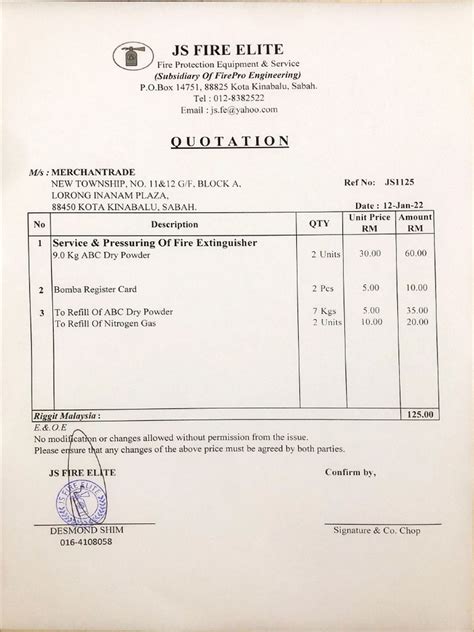 JS FIRE ELITE
Fire Protection Equipment & Service
(Subsidiary Of FirePro Engineering)
P.O.Box 14751, 88825 Kota Kinabalu, Sabah.
Tel : 012-8382522
Email : js.fe@yahoo.com
QUOTATION
M/s : MERCHANTRADE
NEW TOWNSHIP, NO. 11&12 G/F, BLOCK A, Ref No: JS1125
LORONG INANAM PLAZA,
88450 KOTA KINABALU, SABAH. Date : 12-Jan-22
No Description QTY Unit Price RM Amount RM
1 Service & Pressuring Of Fire Extinguisher
9.0 Kg ABC Dry Powder 2 Units 30.00 60.00
2 Bomba Register Card 2 Pcs 5.00 10.00
3 To Refill Of ABC Dry Powder 7 Kgs 5.00 35.00
To Refill Of Nitrogen Gas 2 Units 10.00 20.00
Riggit Malaysia : 125.00
E.&.O.E
No modification or changes allowed without permission from the issue.
Please ensure that any changes of the above price must be agreed by both parties.
JS FIRE ELITE Confirm by,
JS FIRE ELITE
DESMOND SHIM Signature & Co. Chop
016-4108058